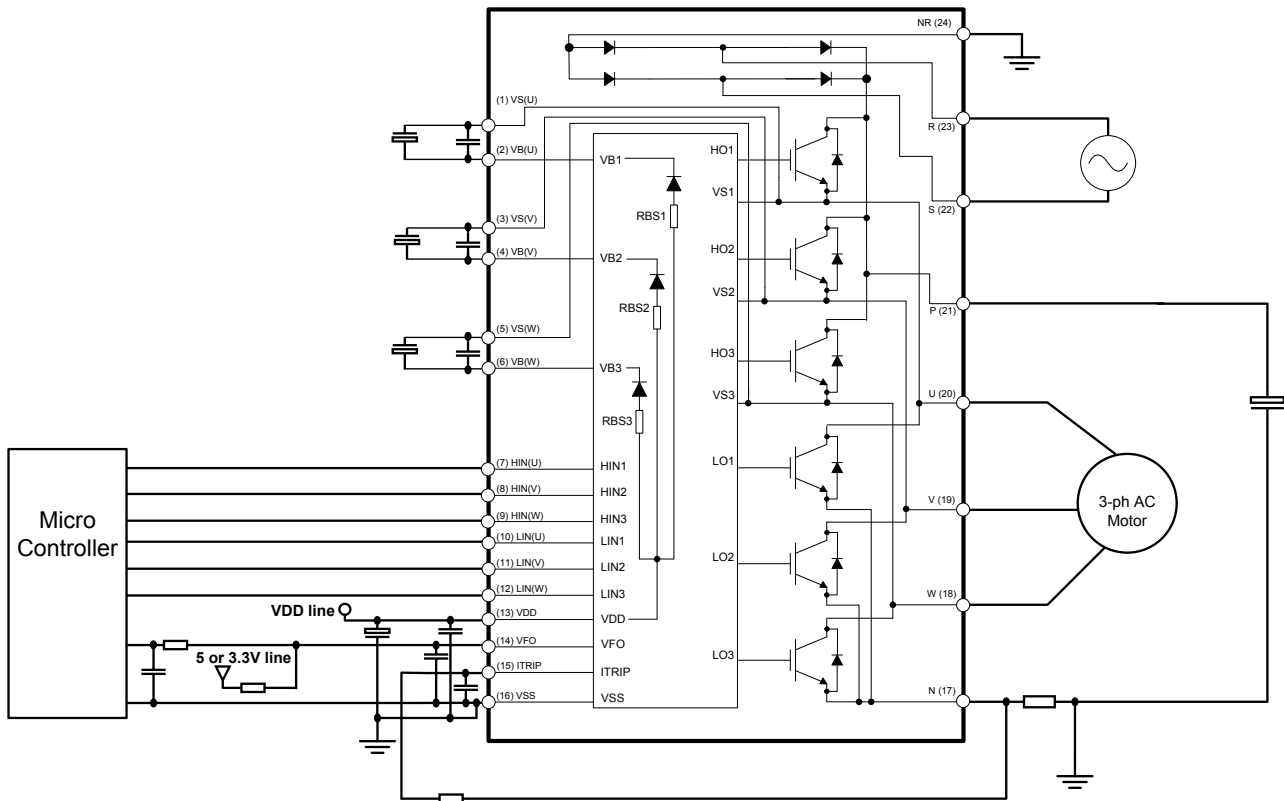 NR (24)
(1) VS(U)
R (23)
(2) VB(U)
VB1
HO1
RBS1
VS1
S (22)
(3) VS(V)
(4) VB(V)
VB2
HO2
RBS2
VS2
P (21)
(5) VS(W)
(6) VB(W)
VB3
HO3
RBS3
VS3
U (20)
(7) HIN(U)
HIN1
LO1
(8) HIN(V)
HIN2
(9) HIN(W)
HIN3
V (19)
3-ph AC
Motor
Micro
Controller
(10) LIN(U)
LIN1
(11) LIN(V)
LIN2
LO2
(12) LIN(W)
LIN3
W (18)
VDD line
(13) VDD
VDD
(14) VFO
VFO
5 or 3.3V line
(15) ITRIP
ITRIP
LO3
(16) VSS
VSS
N (17)